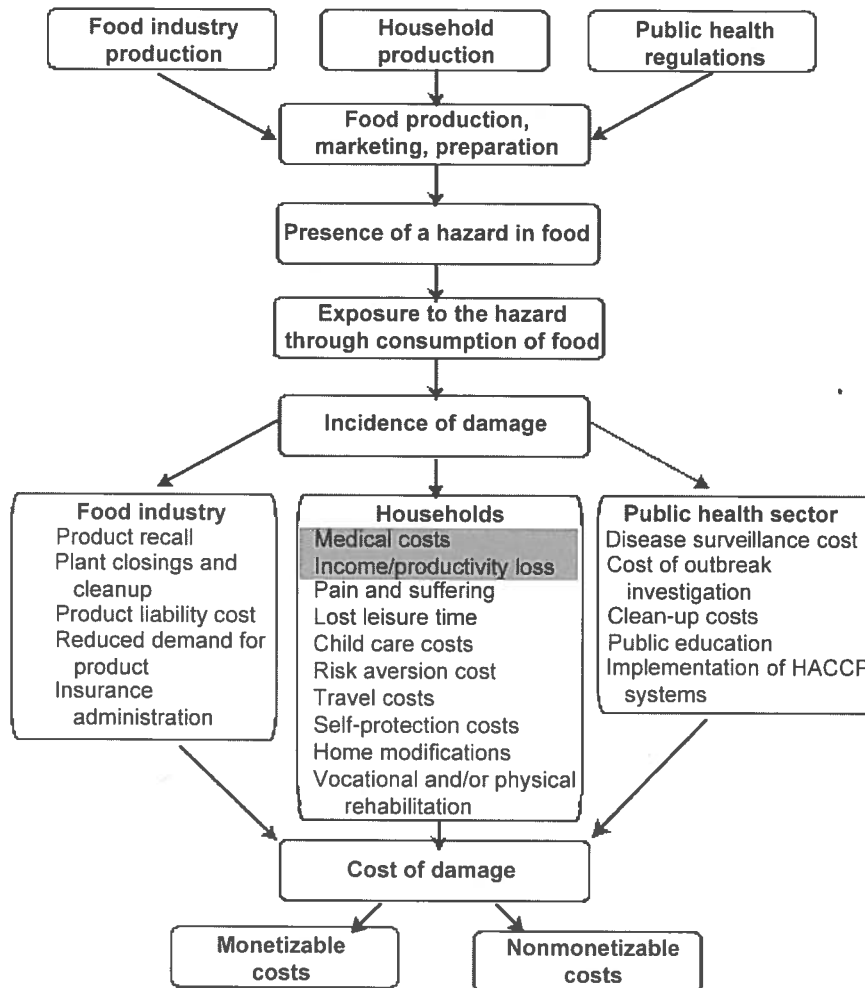 Food industry
production
Household
production
Public health
regulations
Food production,
marketing, preparation
Presence of a hazard in food
Exposure to the hazard
through consumption of food
Incidence of damage
Food industry
Product recall
Plant closings and
cleanup
Product liability cost
Reduced demand for
product
Insurance
administration
Households
Medical costs
Income/productivity loss
Pain and suffering
Lost leisure time
Child care costs
Risk aversion cost
Travel costs
Self-protection costs
Home modifications
Vocational and/or physical
rehabilitation
Public health sector
Disease surveillance cost
Cost of outbreak
investigation
Clean-up costs
Public education
Implementation of HACCP
systems
Cost of damage
Monetizable
costs
Nonmonetizable
costs